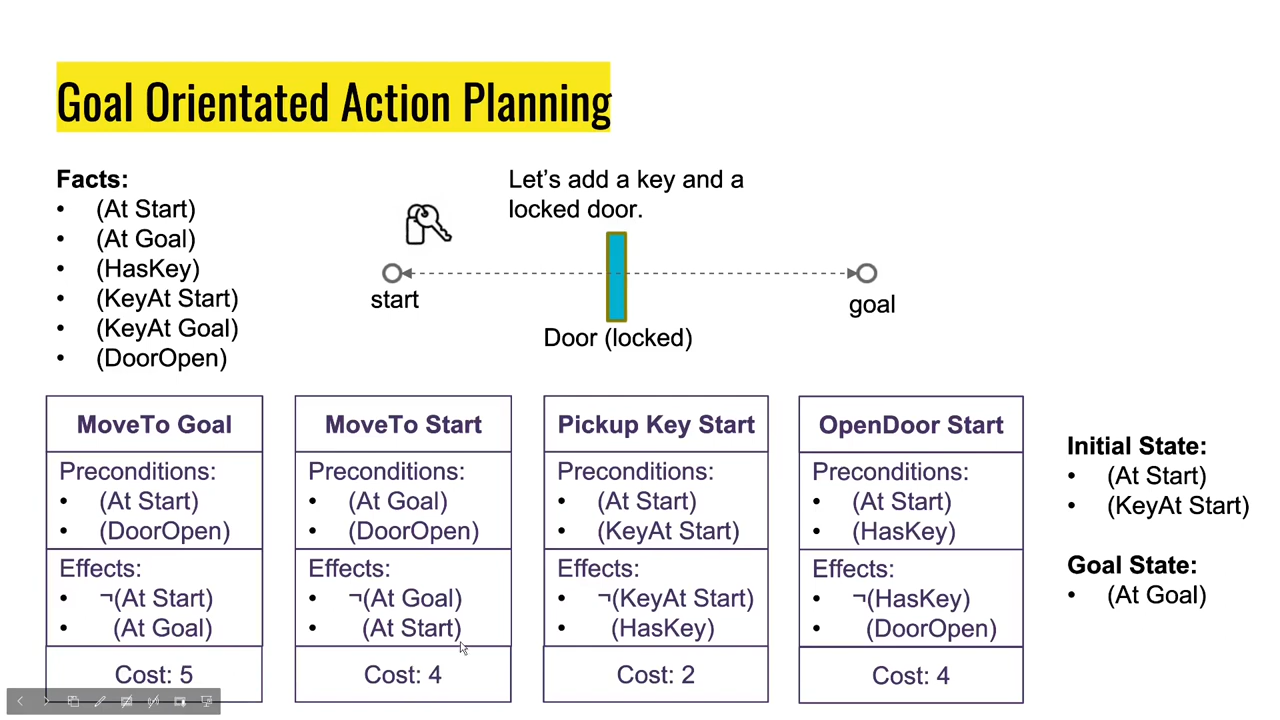 Goal Orientated Action Planning
Facts:
• (At Start)
• (At Goal)
• (HasKey)
• (KeyAt Start)
• (KeyAt Goal)
• (DoorOpen)
Let's add a key and a
locked door.
start
goal
Door (locked)
MoveTo Goal
Preconditions:
• (At Start)
• (DoorOpen)
Effects:
• ¬(At Start)
• (At Goal)
Cost: 5
MoveTo Start
Preconditions:
• (At Goal)
• (DoorOpen)
Effects:
• ¬(At Goal)
• (At Start)
Cost: 4
Pickup Key Start
Preconditions:
• (At Start)
• (KeyAt Start)
Effects:
• ¬(KeyAt Start)
• (HasKey)
Cost: 2
OpenDoor Start
Preconditions:
• (At Start)
• (HasKey)
Effects:
• ¬(HasKey)
• (DoorOpen)
Cost: 4
Initial State:
• (At Start)
• (KeyAt Start)
Goal State:
• (At Goal)